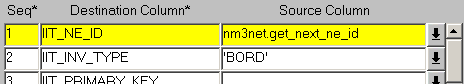 Seq* Destination Column* Source Column
1 IIT_NE_ID nm3net.get_next_ne_id
2 IIT_INV_TYPE 'BORD'
3 IIT_PRIMARY_KEY